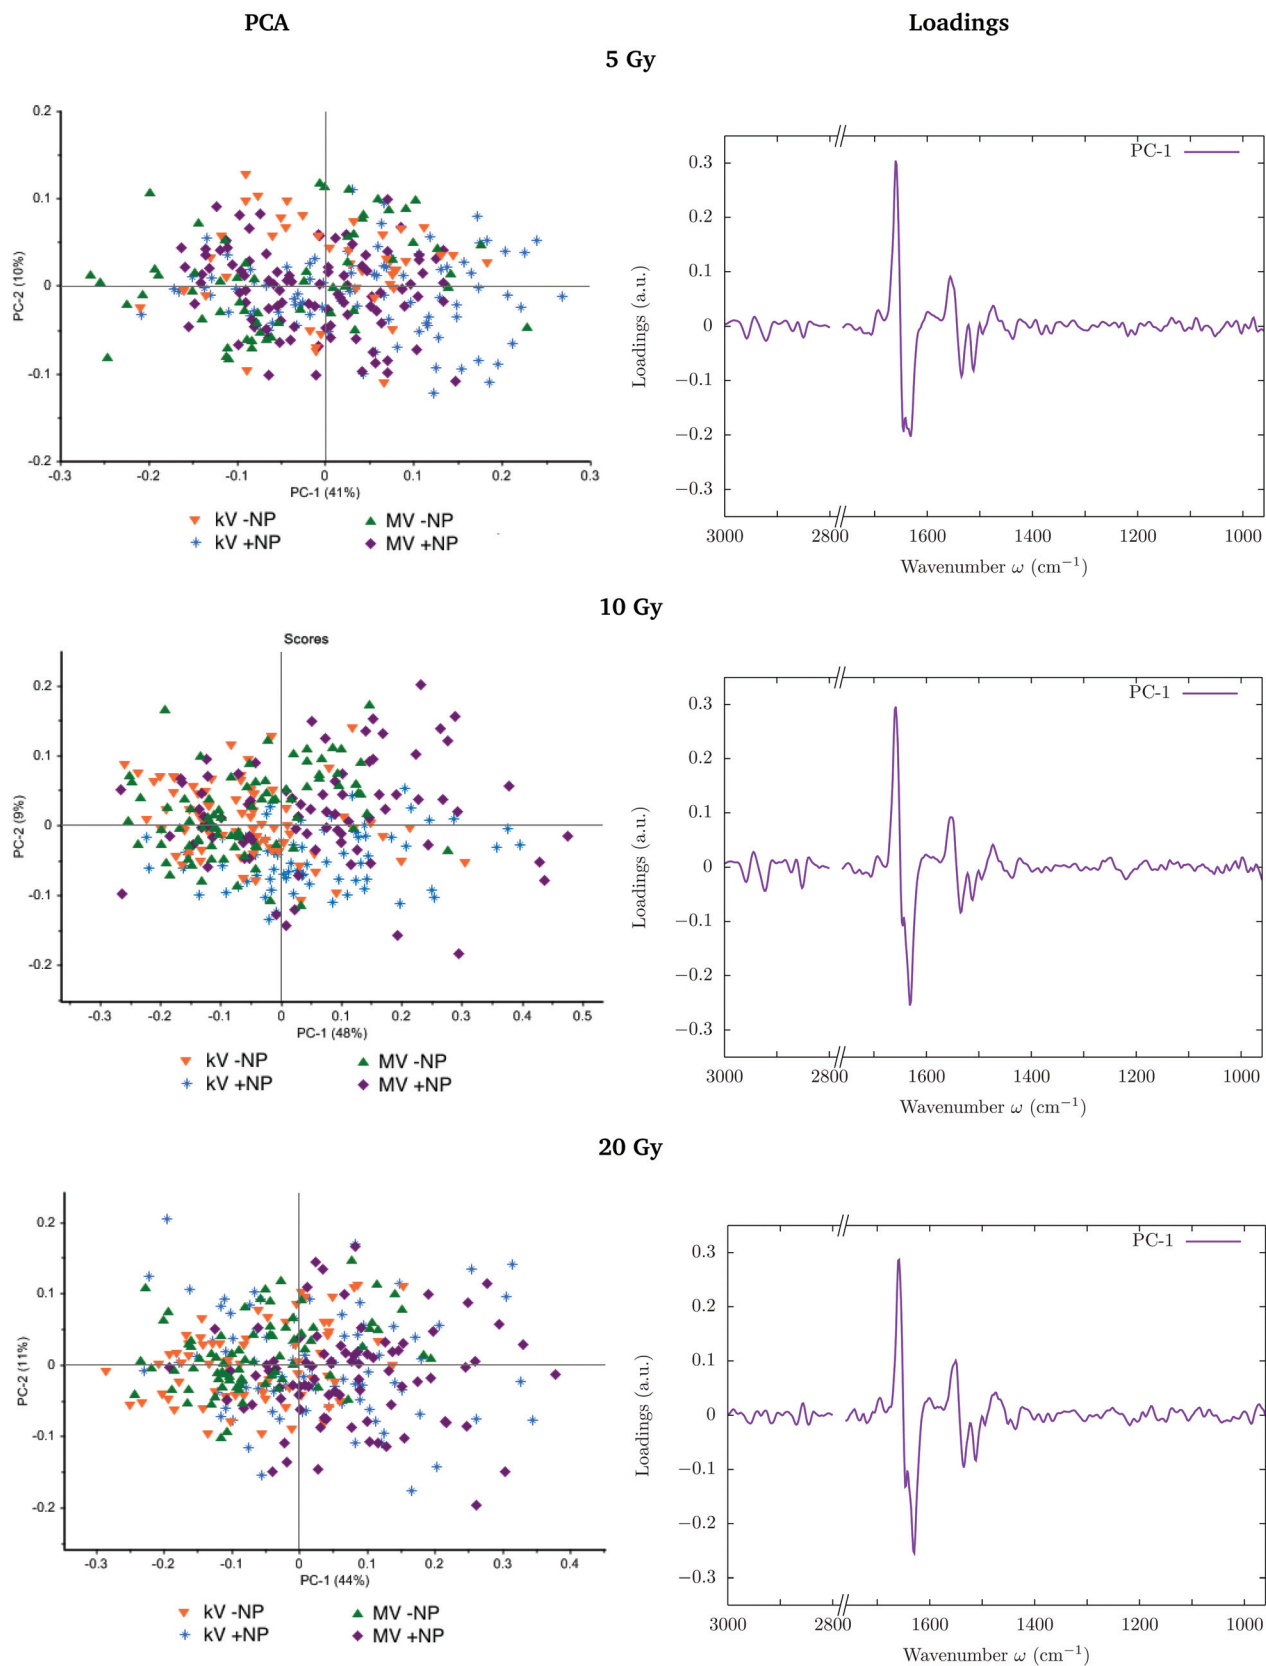 PCA Loadings
5 Gy
0.2
0.1
0
-0.1
-0.2
PC-2 (10%)
-0.3 -0.2 -0.1 0 0.1 0.2 0.3
PC-1 (41%)
kV -NP MV -NP
kV +NP MV +NP
PC-1
0.3
0.2
0.1
0
−0.1
−0.2
−0.3
Loadings (a.u.)
3000 2800 1600 1400 1200 1000
Wavenumber ω (cm−1)
10 Gy
Scores
0.2
0.1
0
-0.1
-0.2
PC-2 (9%)
-0.3 -0.2 -0.1 0 0.1 0.2 0.3 0.4 0.5
PC-1 (48%)
kV -NP MV -NP
kV +NP MV +NP
PC-1
0.3
0.2
0.1
0
−0.1
−0.2
−0.3
Loadings (a.u.)
3000 2800 1600 1400 1200 1000
Wavenumber ω (cm−1)
20 Gy
0.2
0.1
0
-0.1
-0.2
PC-2 (11%)
-0.3 -0.2 -0.1 0 0.1 0.2 0.3 0.4
PC-1 (44%)
kV -NP MV -NP
kV +NP MV +NP
PC-1
0.3
0.2
0.1
0
−0.1
−0.2
−0.3
Loadings (a.u.)
3000 2800 1600 1400 1200 1000
Wavenumber ω (cm−1)